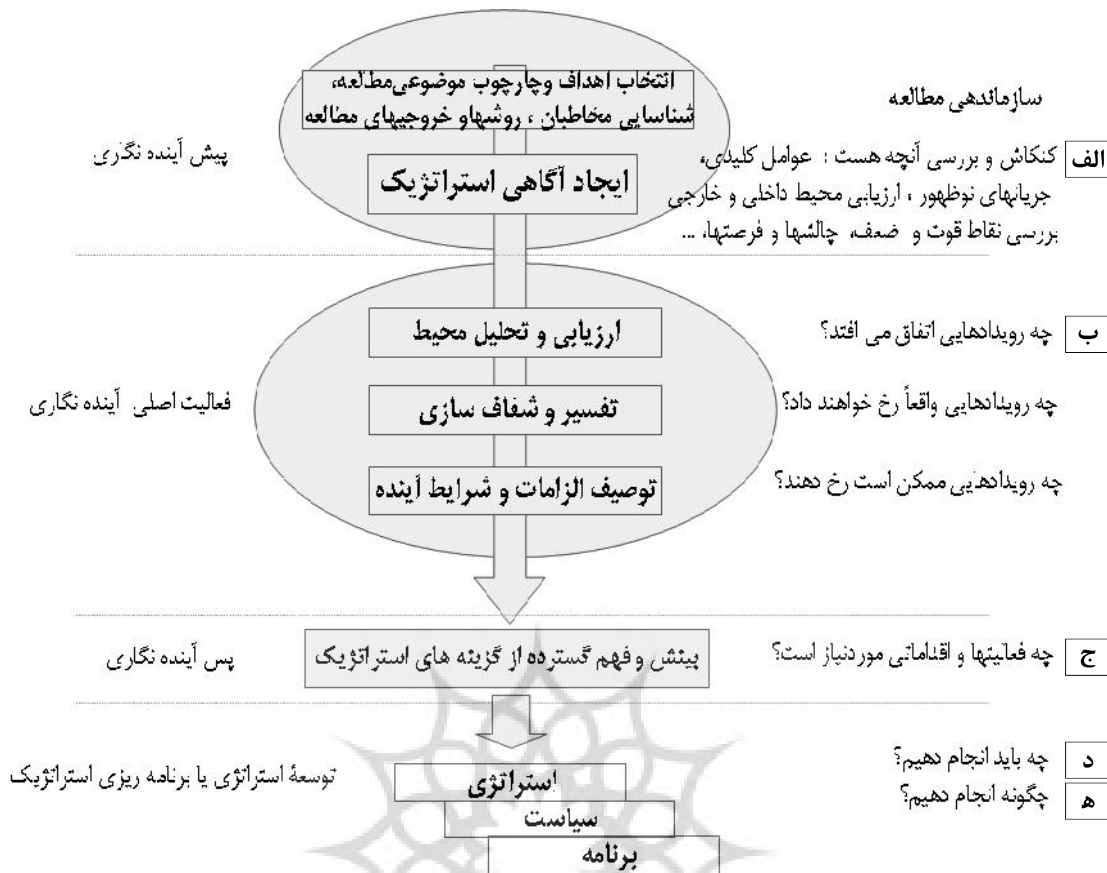 انتخاب اهداف وچارچوب موضوعی مطالعه،
شناسایی مخاطبان ، روشهاو خروجیهای مطالعه
سازماندهی مطالعه
الف کنکاش و بررسی آنچه هست : عوامل کلیدی،
جریانهای نوظهور ، ارزیابی محیط داخلی و خارجی
بررسی نقاط قوت و ضعف، چالشها و فرصتها، ...
ایجاد آگاهی استراتژیک
پیش آینده نگاری
ب چه رویدادهایی اتفاق می افتد؟
ارزیابی و تحلیل محیط
چه رویدادهایی واقعاً رخ خواهند داد؟
تفسیر و شفاف سازی
فعالیت اصلی آینده نگاری
چه رویدادهایی ممکن است رخ دهند؟
توصیف الزامات و شرایط آینده
ج چه فعالیتها و اقداماتی موردنیاز است؟
بینش و فهم گسترده از گزینه های استراتژیک
پس آینده نگاری
د چه باید انجام دهیم؟
ه چگونه انجام دهیم؟
استراتژی
سیاست
برنامه
توسعۀ استراتژی یا برنامه ریزی استراتژیک